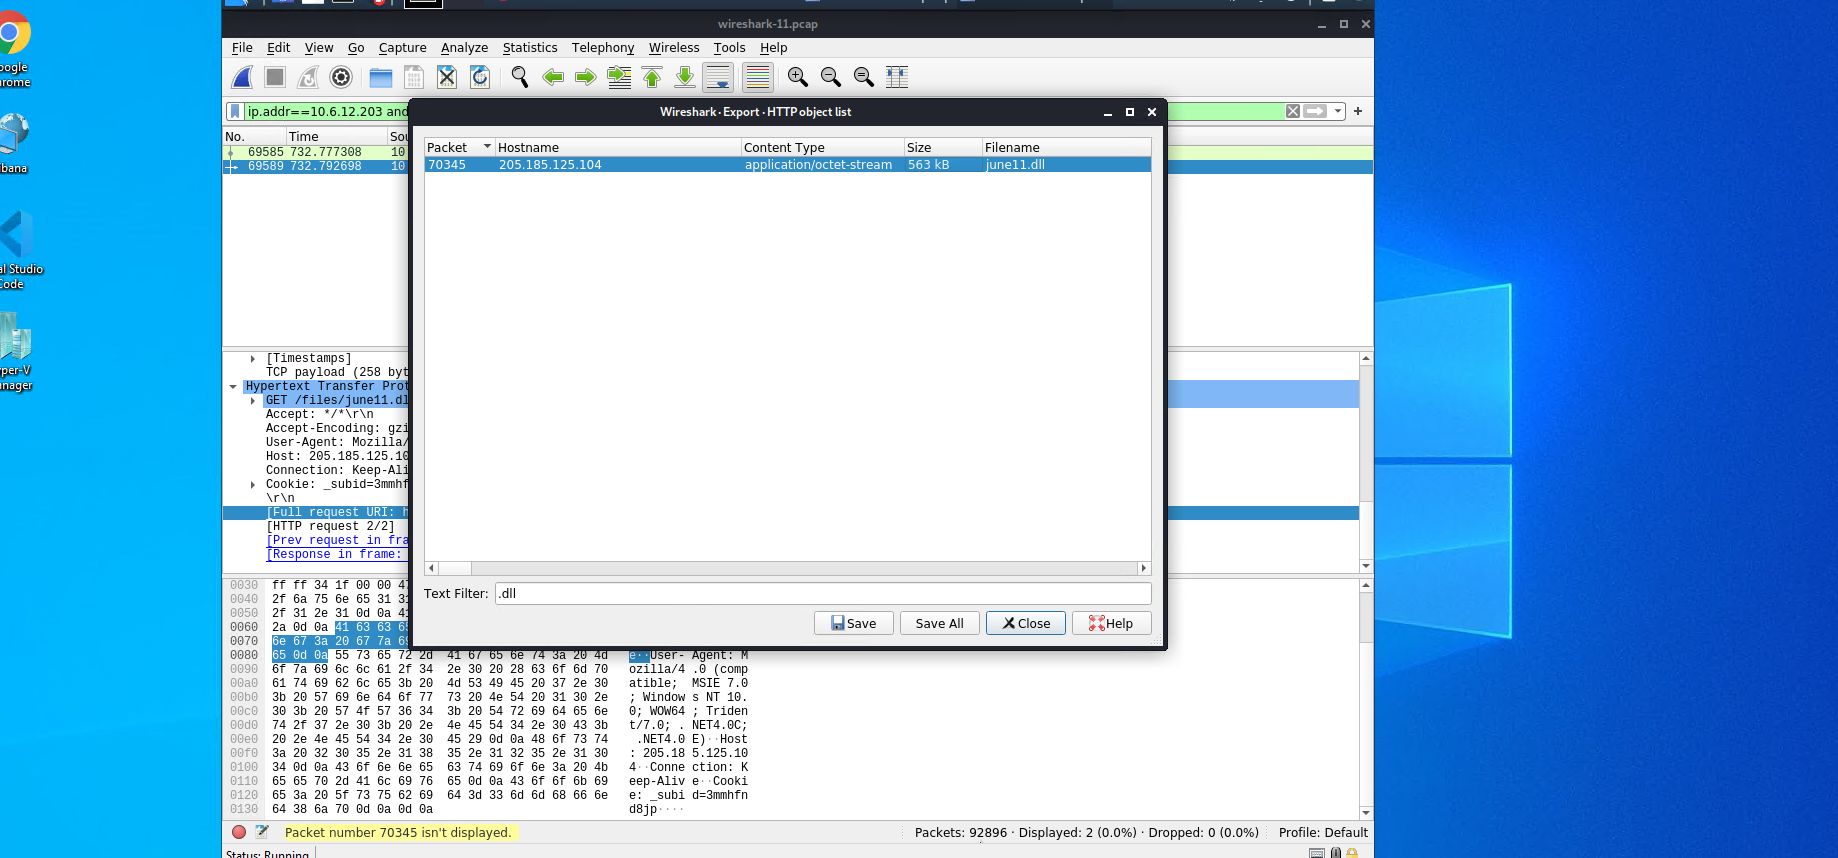 wireshark-11.pcap
File Edit View Go Capture Analyze Statistics Telephony Wireless Tools Help
ip.addr==10.6.12.203 and
No. Time Sou
69585 732.777308 10
69589 732.792698 10
Wireshark · Export · HTTP object list
Packet Hostname Content Type Size Filename
70345 205.185.125.104 application/octet-stream 563 kB june11.dll
Text Filter: .dll
Save Save All Close Help
oogle
hrome
bana
al Studio
Code
yper-V
anager
[Timestamps]
TCP payload (258 byt
Hypertext Transfer Prot
GET /files/june11.dl
Accept: */*\r\n
Accept-Encoding: gzi
User-Agent: Mozilla/
Host: 205.185.125.10
Connection: Keep-Ali
Cookie: _subid=3mmhf
\r\n
[Full request URI: h
[HTTP request 2/2]
[Prev request in fra
[Response in frame:
0030 ff ff 34 1f 00 00 47
0040 2f 6a 75 6e 65 31 31
0050 2f 31 2e 31 0d 0a 41
0060 2a 0d 0a 41 63 63 65
0070 6e 67 3a 20 67 7a 69
0080 65 0d 0a 55 73 65 72 2d 41 67 65 6e 74 3a 20 4d e··User- Agent: M
0090 6f 7a 69 6c 6c 61 2f 34 2e 30 20 28 63 6f 6d 70 ozilla/4 .0 (comp
00a0 61 74 69 62 6c 65 3b 20 4d 53 49 45 20 37 2e 30 atible; MSIE 7.0
00b0 3b 20 57 69 6e 64 6f 77 73 20 4e 54 20 31 30 2e ; Window s NT 10.
00c0 30 3b 20 57 4f 57 36 34 3b 20 54 72 69 64 65 6e 0; WOW64 ; Triden
00d0 74 2f 37 2e 30 3b 20 2e 4e 45 54 34 2e 30 43 3b t/7.0; . NET4.0C;
00e0 20 2e 4e 45 54 34 2e 30 45 29 0d 0a 48 6f 73 74 .NET4.0 E)··Host
00f0 3a 20 32 30 35 2e 31 38 35 2e 31 32 35 2e 31 30 : 205.18 5.125.10
0100 34 0d 0a 43 6f 6e 6e 65 63 74 69 6f 6e 3a 20 4b 4··Conne ction: K
0110 65 65 70 2d 41 6c 69 76 65 0d 0a 43 6f 6f 6b 69 eep-Aliv e··Cooki
0120 65 3a 20 5f 73 75 62 69 64 3d 33 6d 6d 68 66 6e e: _subi d=3mmhfn
0130 64 38 6a 70 0d 0a 0d 0a d8jp····
Packet number 70345 isn't displayed.
Packets: 92896 · Displayed: 2 (0.0%) · Dropped: 0 (0.0%) Profile: Default
Status: Running